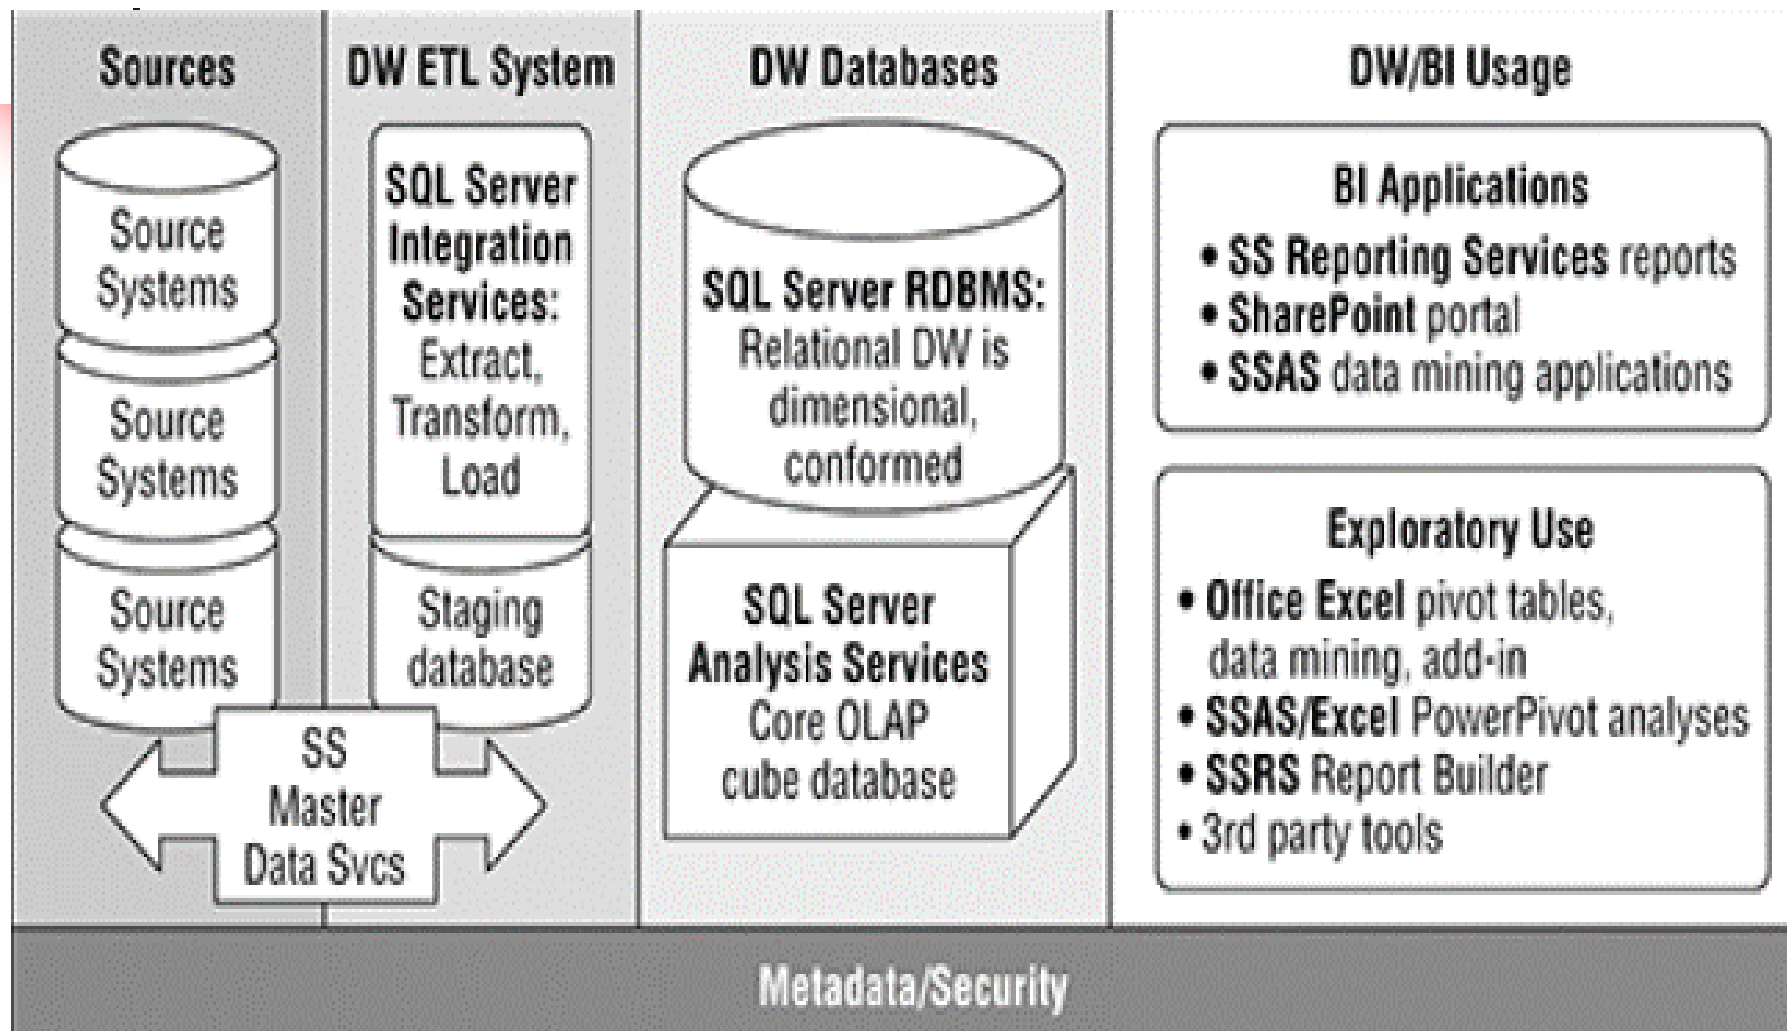 Sources
DW ETL System
DW Databases
DW/BI Usage
Source
Systems
Source
Systems
Source
Systems
SQL Server
Integration
Services:
Extract,
Transform,
Load
Staging
database
SS
Master
Data Svcs
SQL Server RDBMS:
Relational DW is
dimensional,
conformed
SQL Server
Analysis Services
Core OLAP
cube database
BI Applications
• SS Reporting Services reports
• SharePoint portal
• SSAS data mining applications
Exploratory Use
• Office Excel pivot tables,
data mining, add-in
• SSAS/Excel PowerPivot analyses
• SSRS Report Builder
• 3rd party tools
Metadata/Security